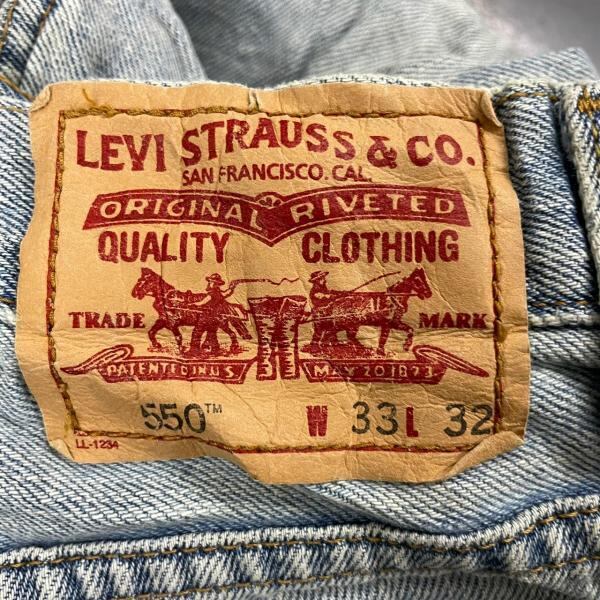 LEVI STRAUSS & CO.
SAN FRANCISCO. CAL.
ORIGINAL RIVETED
QUALITY CLOTHING
TRADE MARK
PATENTED IN U.S. MAY 20 1873
550™ W 33 L 32
LL-1234